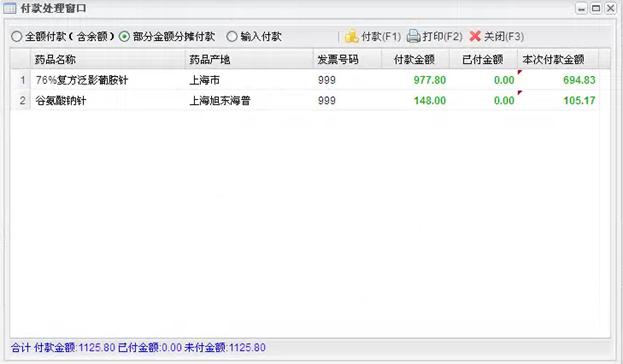 付款处理窗口
全额付款(含余额) 部分金额分摊付款 输入付款 付款(F1) 打印(F2) 关闭(F3)
药品名称 药品产地 发票号码 付款金额 已付金额 本次付款金额
1 76%复方泛影葡胺针 上海市 999 977.80 0.00 694.83
2 谷氨酸钠针 上海旭东海普 999 148.00 0.00 105.17
合计 付款金额:1125.80 已付金额:0.00 未付金额:1125.80